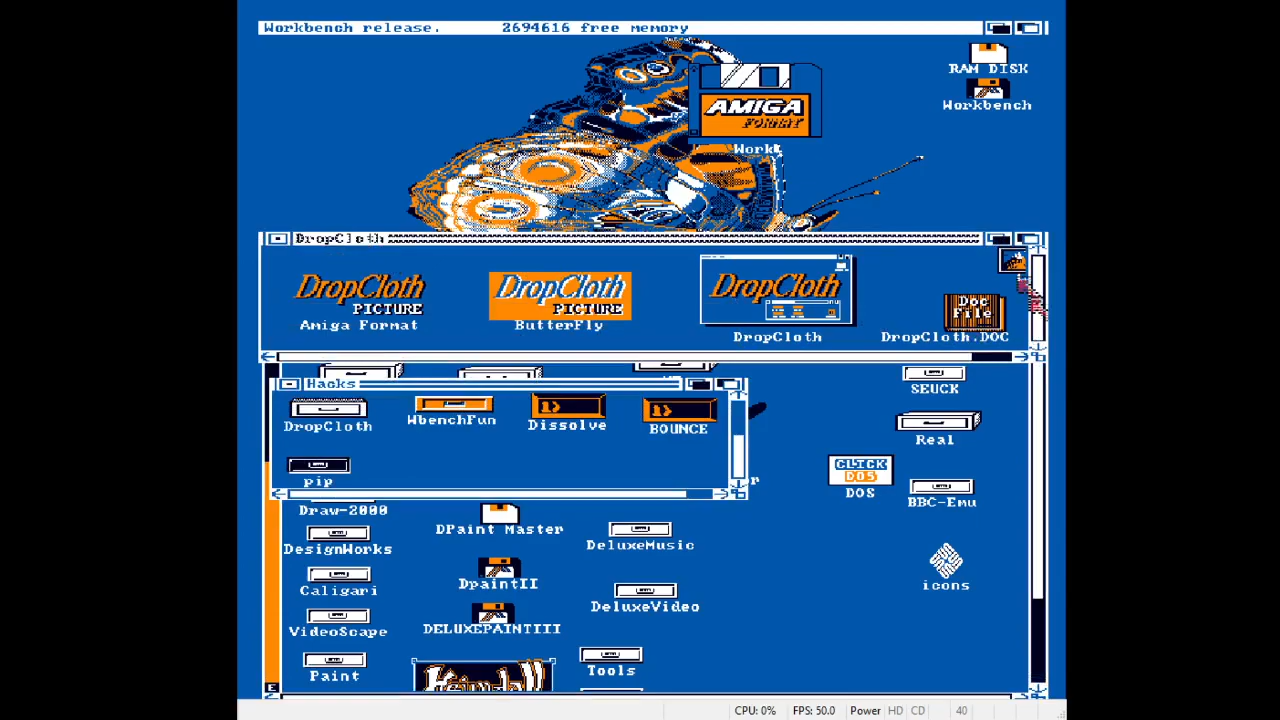 Workbench release. 2694616 free memory
RAM DISK
Workbench
AMIGA
FORMAT
Work
DropCloth
DropCloth
PICTURE
Amiga Format
DropCloth
PICTURE
ButterFly
DropCloth
DropCloth
Doc
File
DropCloth.DOC
Hacks
DropCloth
WbenchFun
1>
Dissolve
1>
BOUNCE
pip
SEUCK
Real
CLICK
DOS
DOS
BBC-Emu
icons
Draw-2000
DesignWorks
Caligari
VideoScape
Paint
DPaint Master
DpaintII
DELUXEPAINTIII
DeluxeMusic
DeluxeVideo
Tools
E
CPU: 0% FPS: 50.0 Power HD CD 40